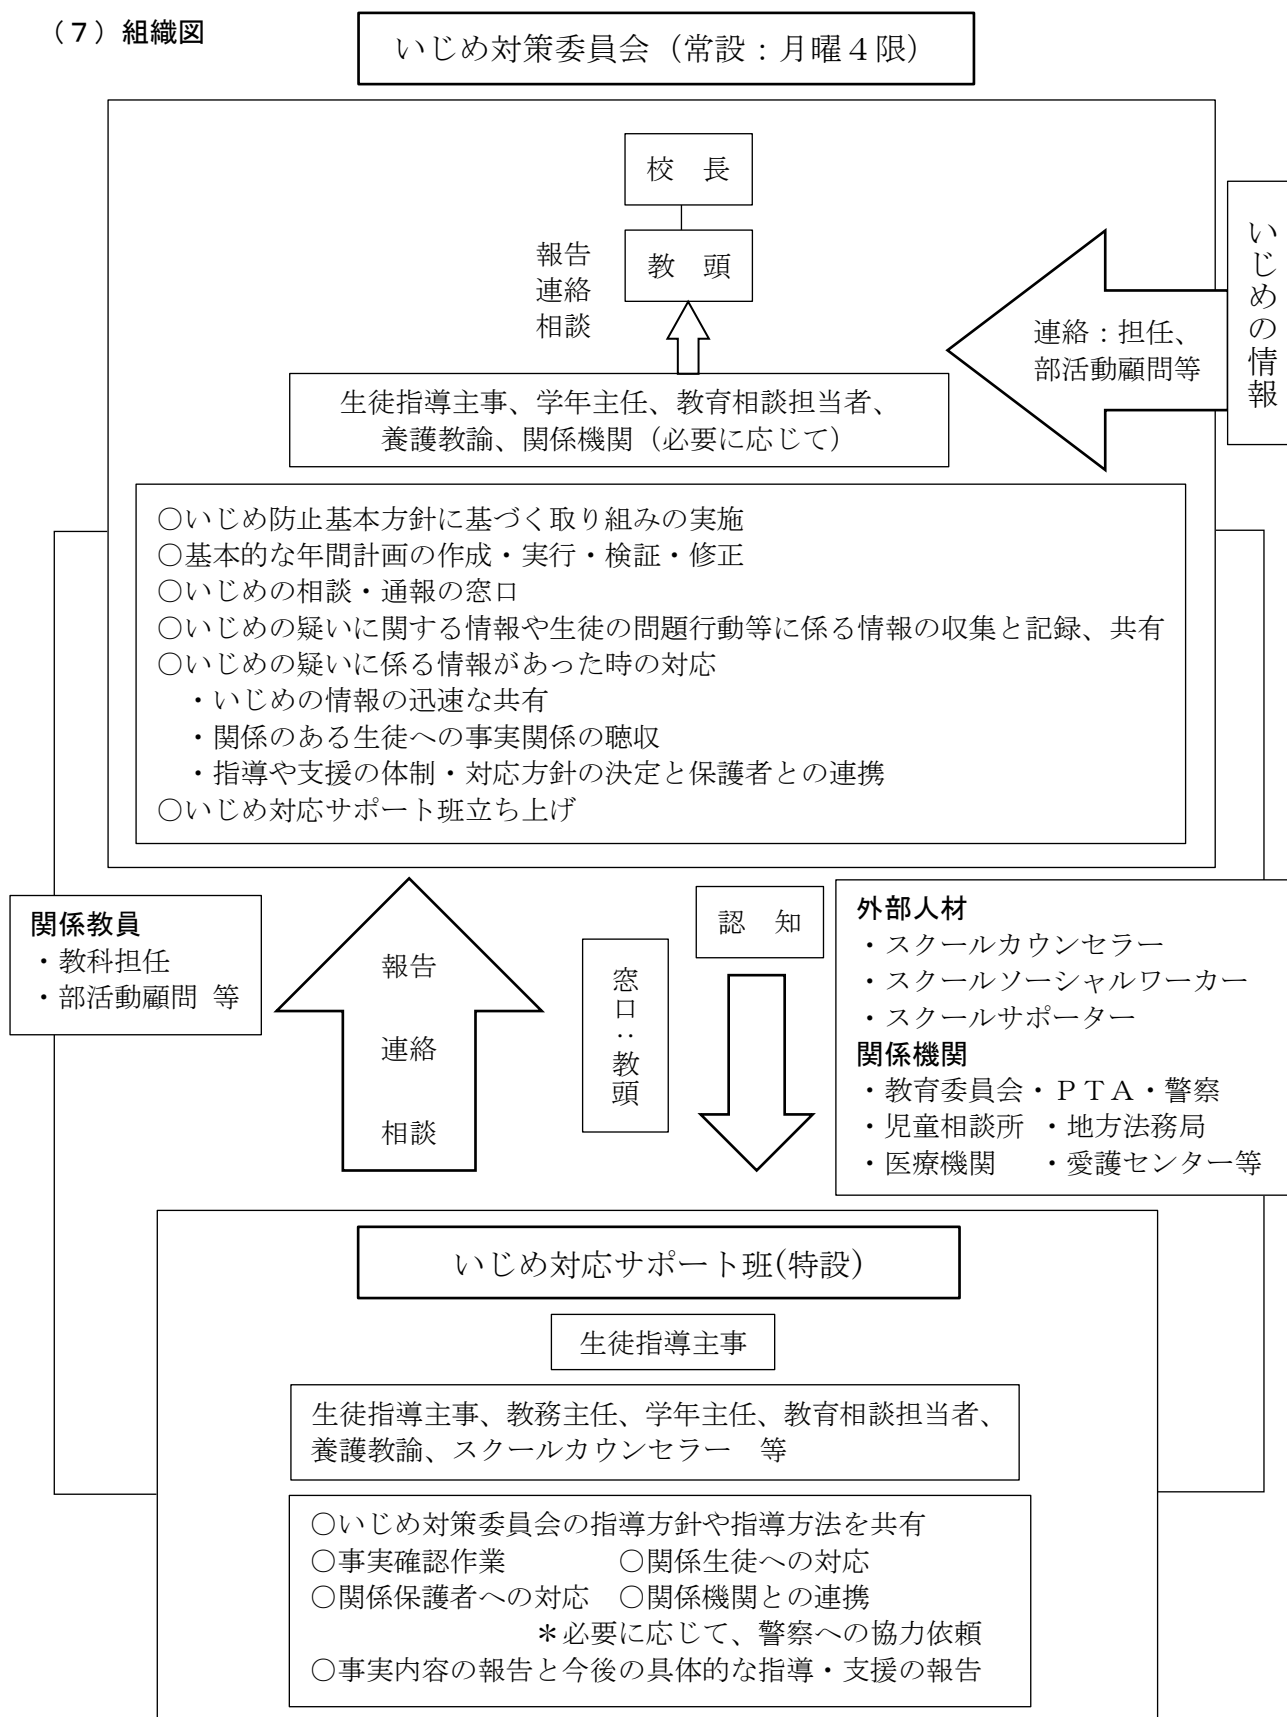 （７）組織図
いじめ対策委員会（常設：月曜４限）
校　長
報告
連絡
相談
教　頭
いじめの情報
連絡：担任、
部活動顧問等
生徒指導主事、学年主任、教育相談担当者、
養護教諭、関係機関（必要に応じて）
○いじめ防止基本方針に基づく取り組みの実施
○基本的な年間計画の作成・実行・検証・修正
○いじめの相談・通報の窓口
○いじめの疑いに関する情報や生徒の問題行動等に係る情報の収集と記録、共有
○いじめの疑いに係る情報があった時の対応
・いじめの情報の迅速な共有
・関係のある生徒への事実関係の聴収
・指導や支援の体制・対応方針の決定と保護者との連携
○いじめ対応サポート班立ち上げ
関係教員
・教科担任
・部活動顧問 等
報告
連絡
相談
窓口：教頭
認　知
外部人材
・スクールカウンセラー
・スクールソーシャルワーカー
・スクールサポーター
関係機関
・教育委員会・ＰＴＡ・警察
・児童相談所　・地方法務局
・医療機関　　・愛護センター等
いじめ対応サポート班(特設)
生徒指導主事
生徒指導主事、教務主任、学年主任、教育相談担当者、
養護教諭、スクールカウンセラー　等
○いじめ対策委員会の指導方針や指導方法を共有
○事実確認作業　　　　○関係生徒への対応
○関係保護者への対応　○関係機関との連携
＊必要に応じて、警察への協力依頼
○事実内容の報告と今後の具体的な指導・支援の報告